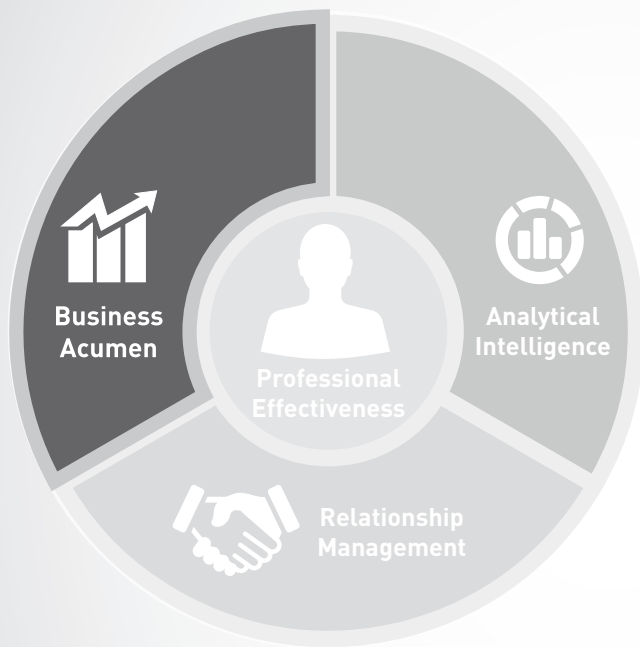 Business
Acumen
Analytical
Intelligence
Professional
Effectiveness
Relationship
Management